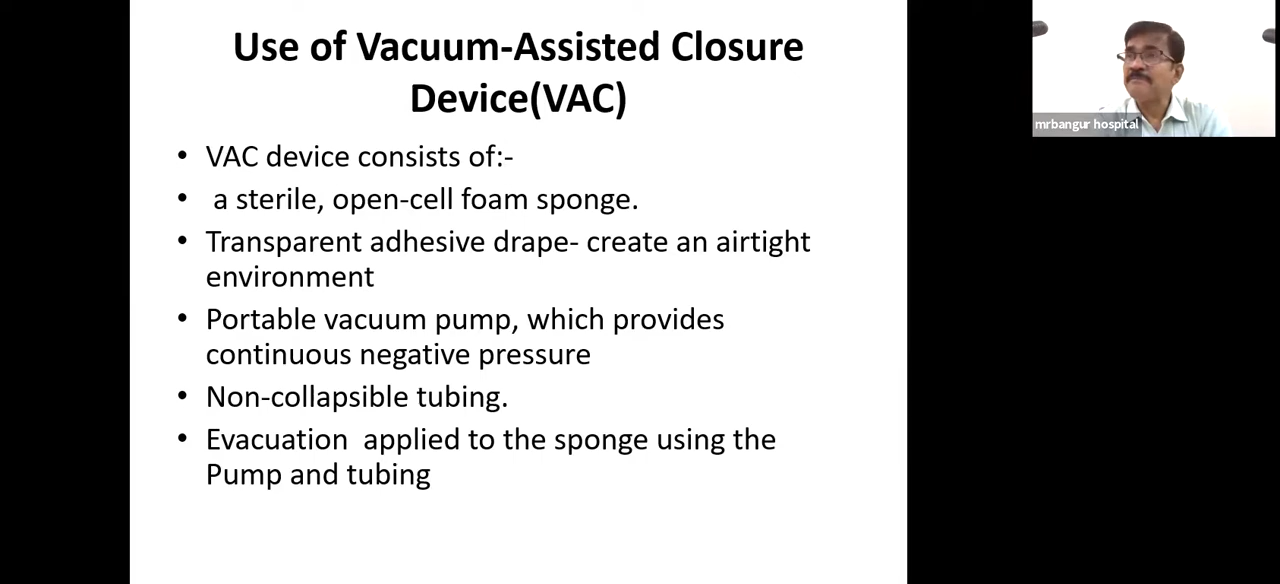 Use of Vacuum-Assisted Closure
Device(VAC)
• VAC device consists of:-
• a sterile, open-cell foam sponge.
• Transparent adhesive drape- create an airtight
environment
• Portable vacuum pump, which provides
continuous negative pressure
• Non-collapsible tubing.
• Evacuation  applied to the sponge using the
Pump and tubing
mrbangur hospital